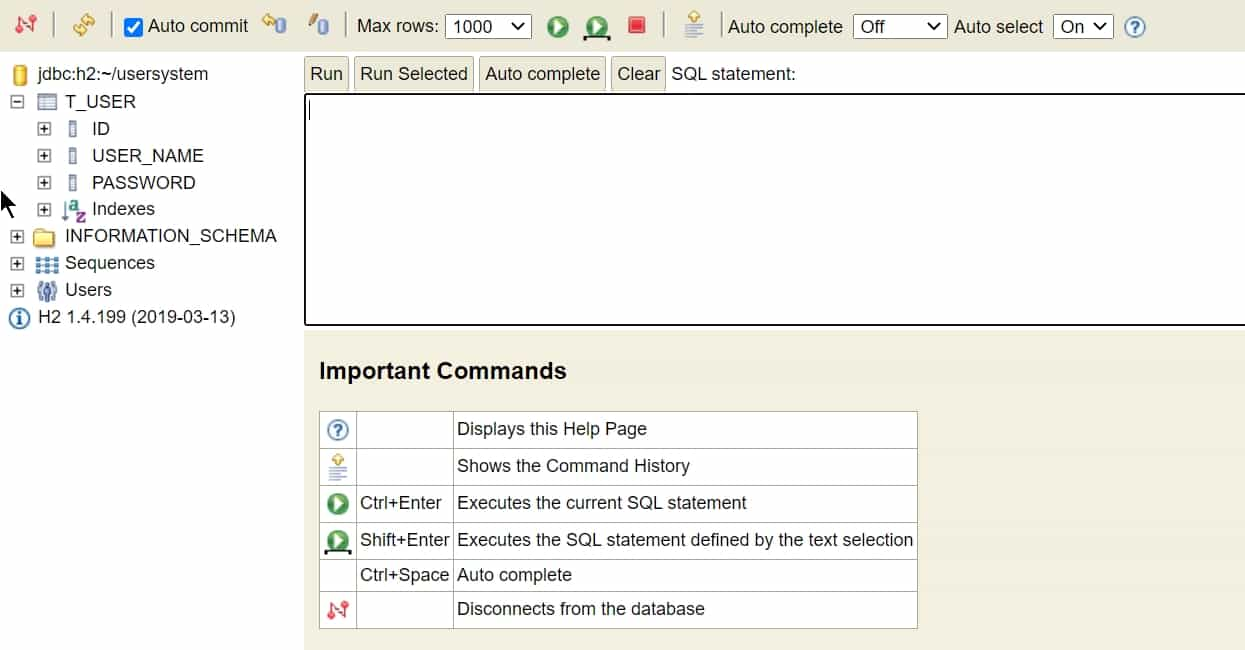 Auto commit Max rows: 1000 Auto complete Off Auto select On
jdbc:h2:~/usersystem
T_USER
ID
USER_NAME
PASSWORD
Indexes
INFORMATION_SCHEMA
Sequences
Users
H2 1.4.199 (2019-03-13)
Run Run Selected Auto complete Clear SQL statement:
Important Commands
Displays this Help Page
Shows the Command History
Ctrl+Enter Executes the current SQL statement
Shift+Enter Executes the SQL statement defined by the text selection
Ctrl+Space Auto complete
Disconnects from the database